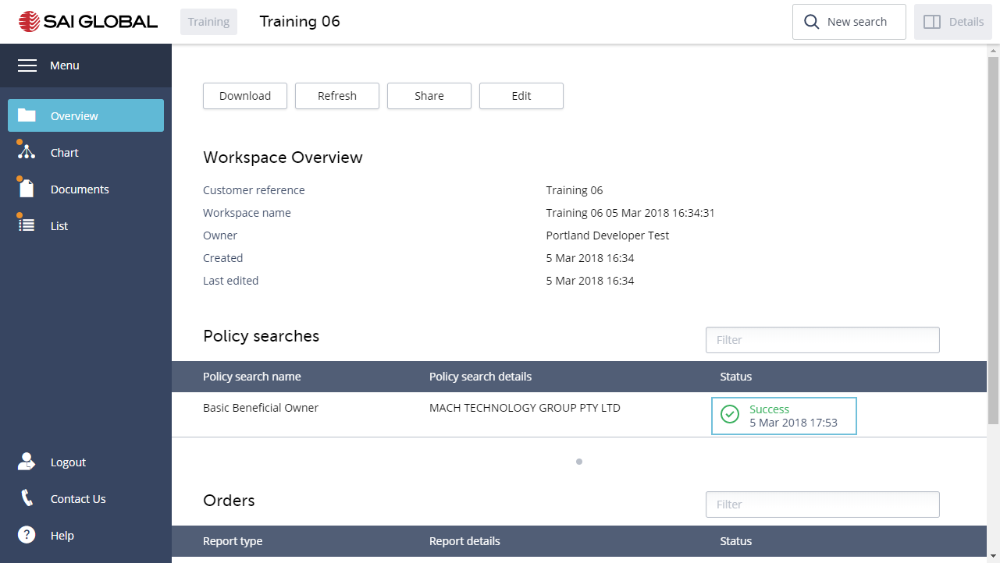 SAI GLOBAL
Training
Training 06
New search
Details
Menu
Overview
Chart
Documents
List
Logout
Contact Us
? Help
Download Refresh Share Edit
Workspace Overview
Customer reference Training 06
Workspace name Training 06 05 Mar 2018 16:34:31
Owner Portland Developer Test
Created 5 Mar 2018 16:34
Last edited 5 Mar 2018 16:34
Policy searches Filter
Policy search name Policy search details Status
Basic Beneficial Owner MACH TECHNOLOGY GROUP PTY LTD Success
5 Mar 2018 17:53
Orders Filter
Report type Report details Status